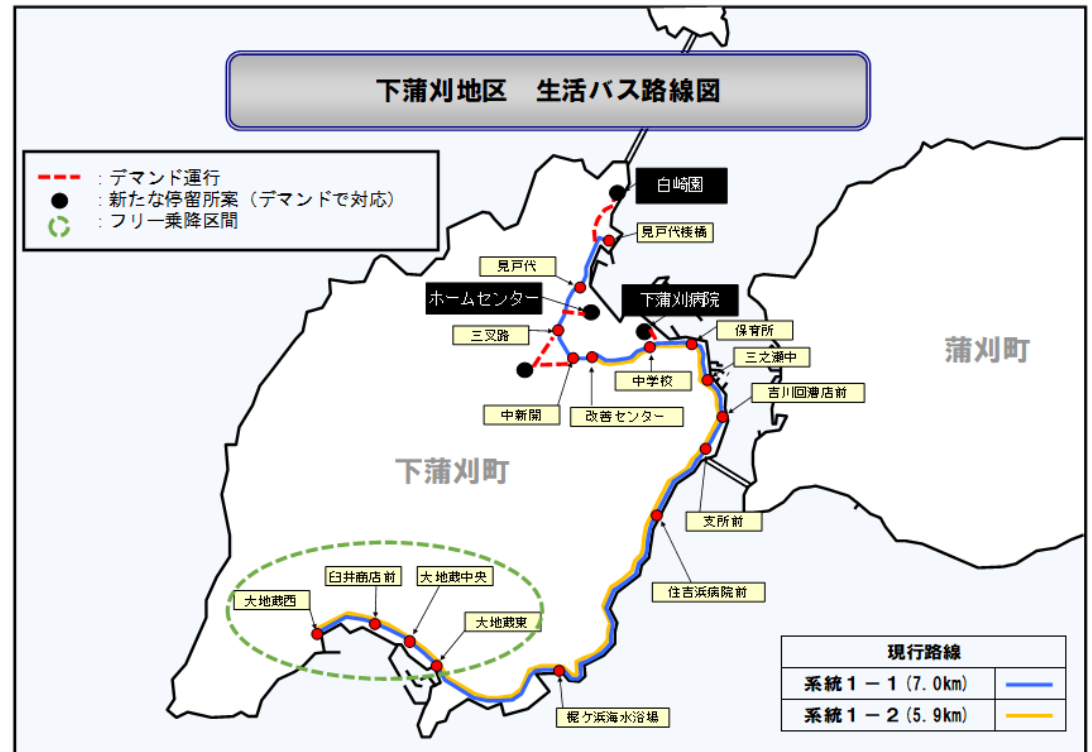 下蒲刈地区　生活バス路線図
：デマンド運行
：新たな停留所案（デマンドで対応）
：フリー乗降区間
白崎園
見戸代桟橋
見戸代
ホームセンター
下蒲刈病院
三叉路
保育所
三之瀬中
中学校
吉川回漕店前
中新開
改善センター
蒲刈町
下蒲刈町
支所前
住吉浜病院前
臼井商店前
大地蔵中央
大地蔵西
大地蔵東
梶ケ浜海水浴場
現行路線
系統１－１(7.0km)
系統１－２(5.9km)